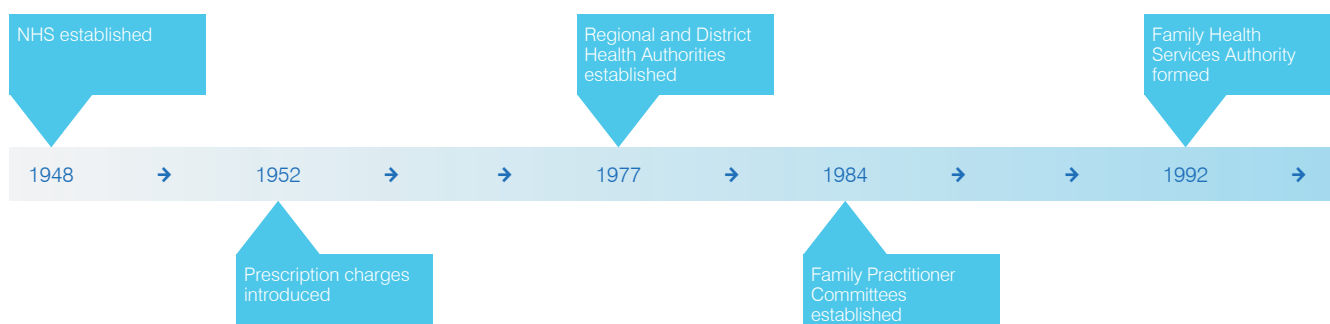 NHS established
Regional and District
Health Authorities
established
Family Health
Services Authority
formed
1948 → 1952 → → 1977 → 1984 → → 1992 →
Prescription charges
introduced
Family Practitioner
Committees
established